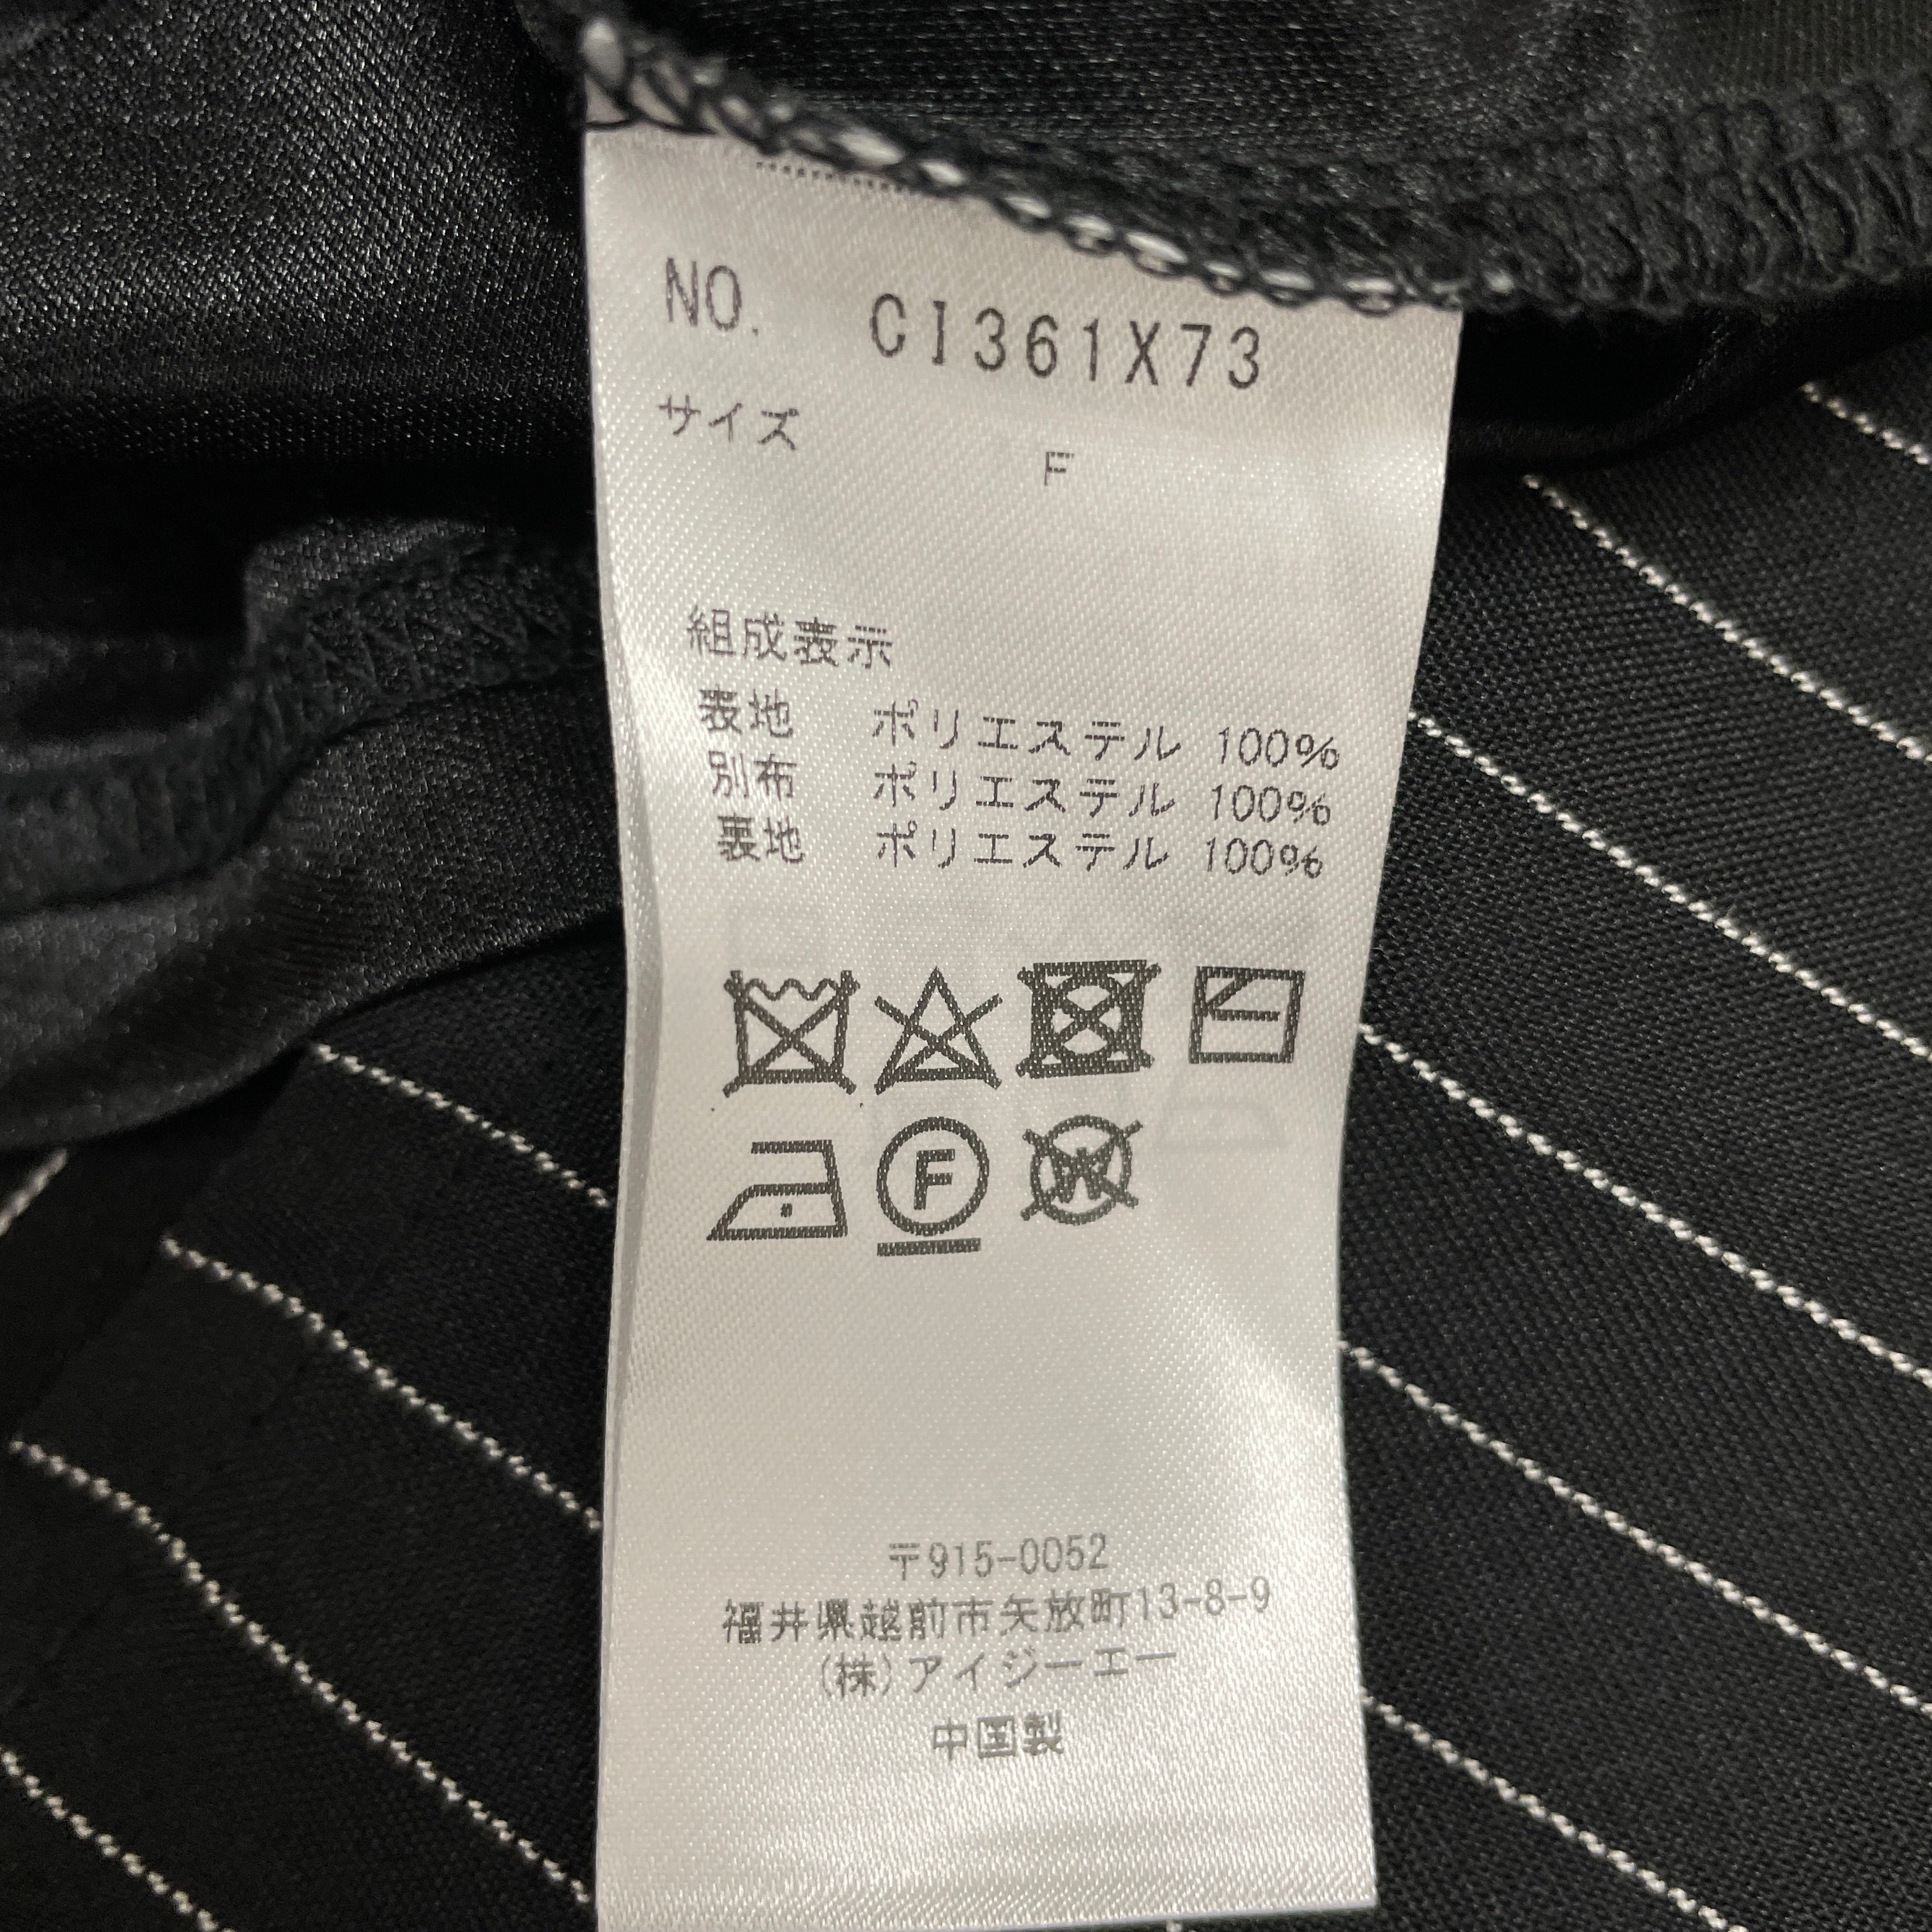 NO. CI361X73
サイズ
F
組成表示
表地 ポリエステル 100%
別布 ポリエステル 100%
裏地 ポリエステル 100%
F W
〒915-0052
福井県越前市矢放町13-8-9
(株)アイジーエー
中国製